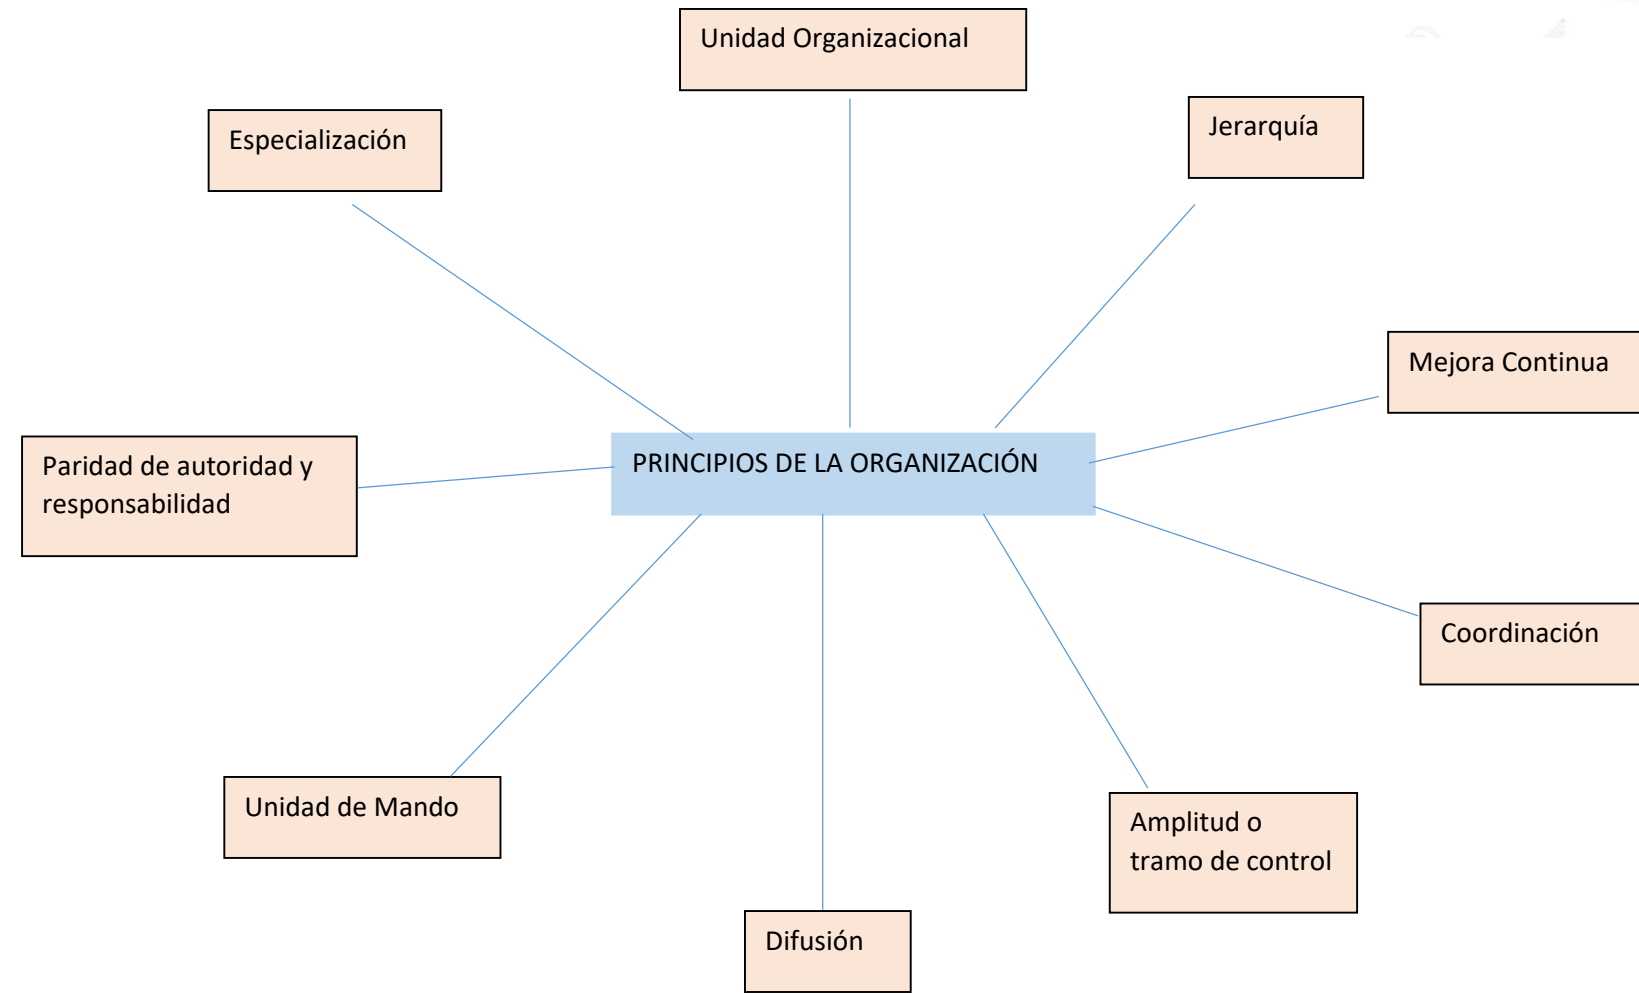 Unidad Organizacional
Especialización
Jerarquía
Mejora Continua
Paridad de autoridad y
responsabilidad
PRINCIPIOS DE LA ORGANIZACIÓN
Coordinación
Unidad de Mando
Amplitud o
tramo de control
Difusión